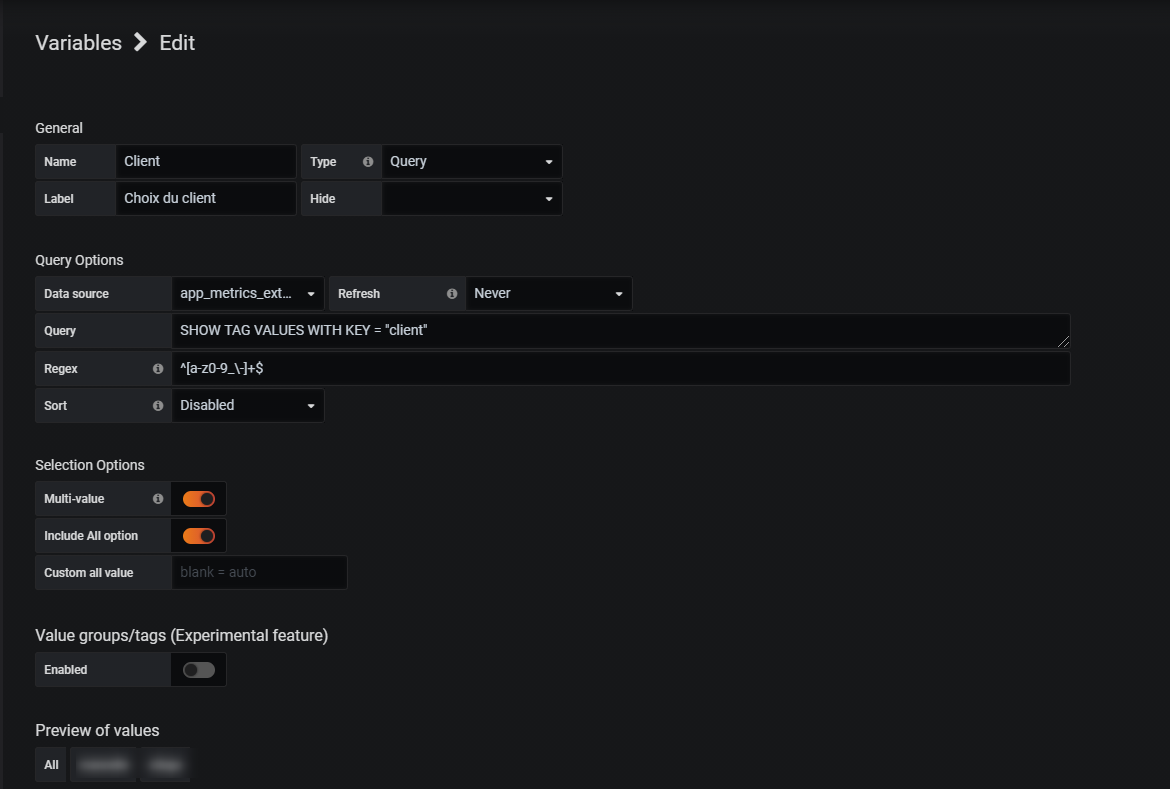 Variables > Edit
General
Name Client Type Query
Label Choix du client Hide
Query Options
Data source app_metrics_ext... Refresh Never
Query SHOW TAG VALUES WITH KEY = "client"
Regex ^[a-z0-9_\-]+$
Sort Disabled
Selection Options
Multi-value
Include All option
Custom all value blank = auto
Value groups/tags (Experimental feature)
Enabled
Preview of values
All